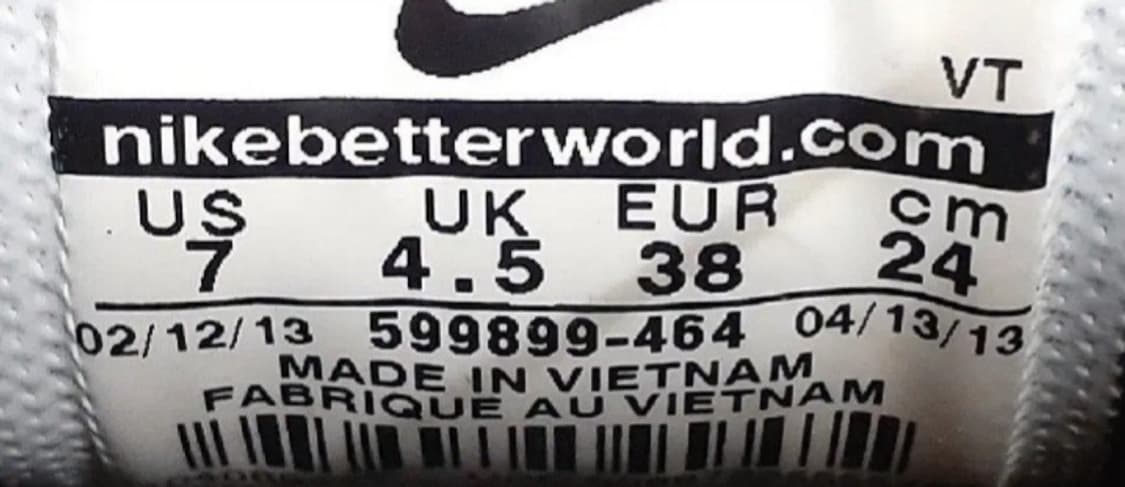 VT
nikebetterworld.com
US UK EUR cm
7 4.5 38 24
02/12/13 599899-464 04/13/13
MADE IN VIETNAM
FABRIQUE AU VIETNAM